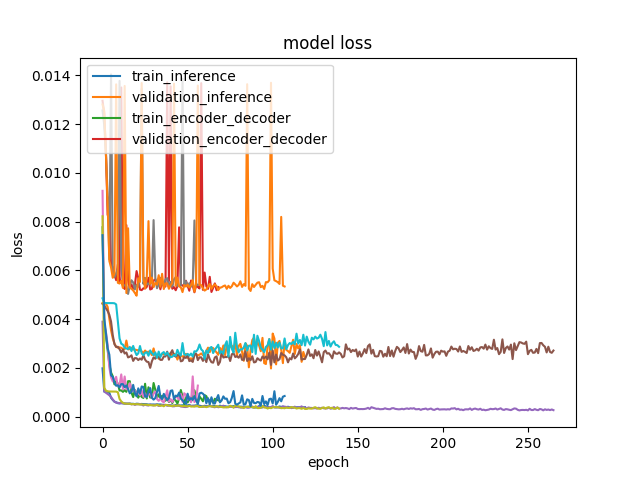 model loss
loss
0.014
0.012
0.010
0.008
0.006
0.004
0.002
0.000
train_inference
validation_inference
train_encoder_decoder
validation_encoder_decoder
0
50
100
150
200
250
epoch